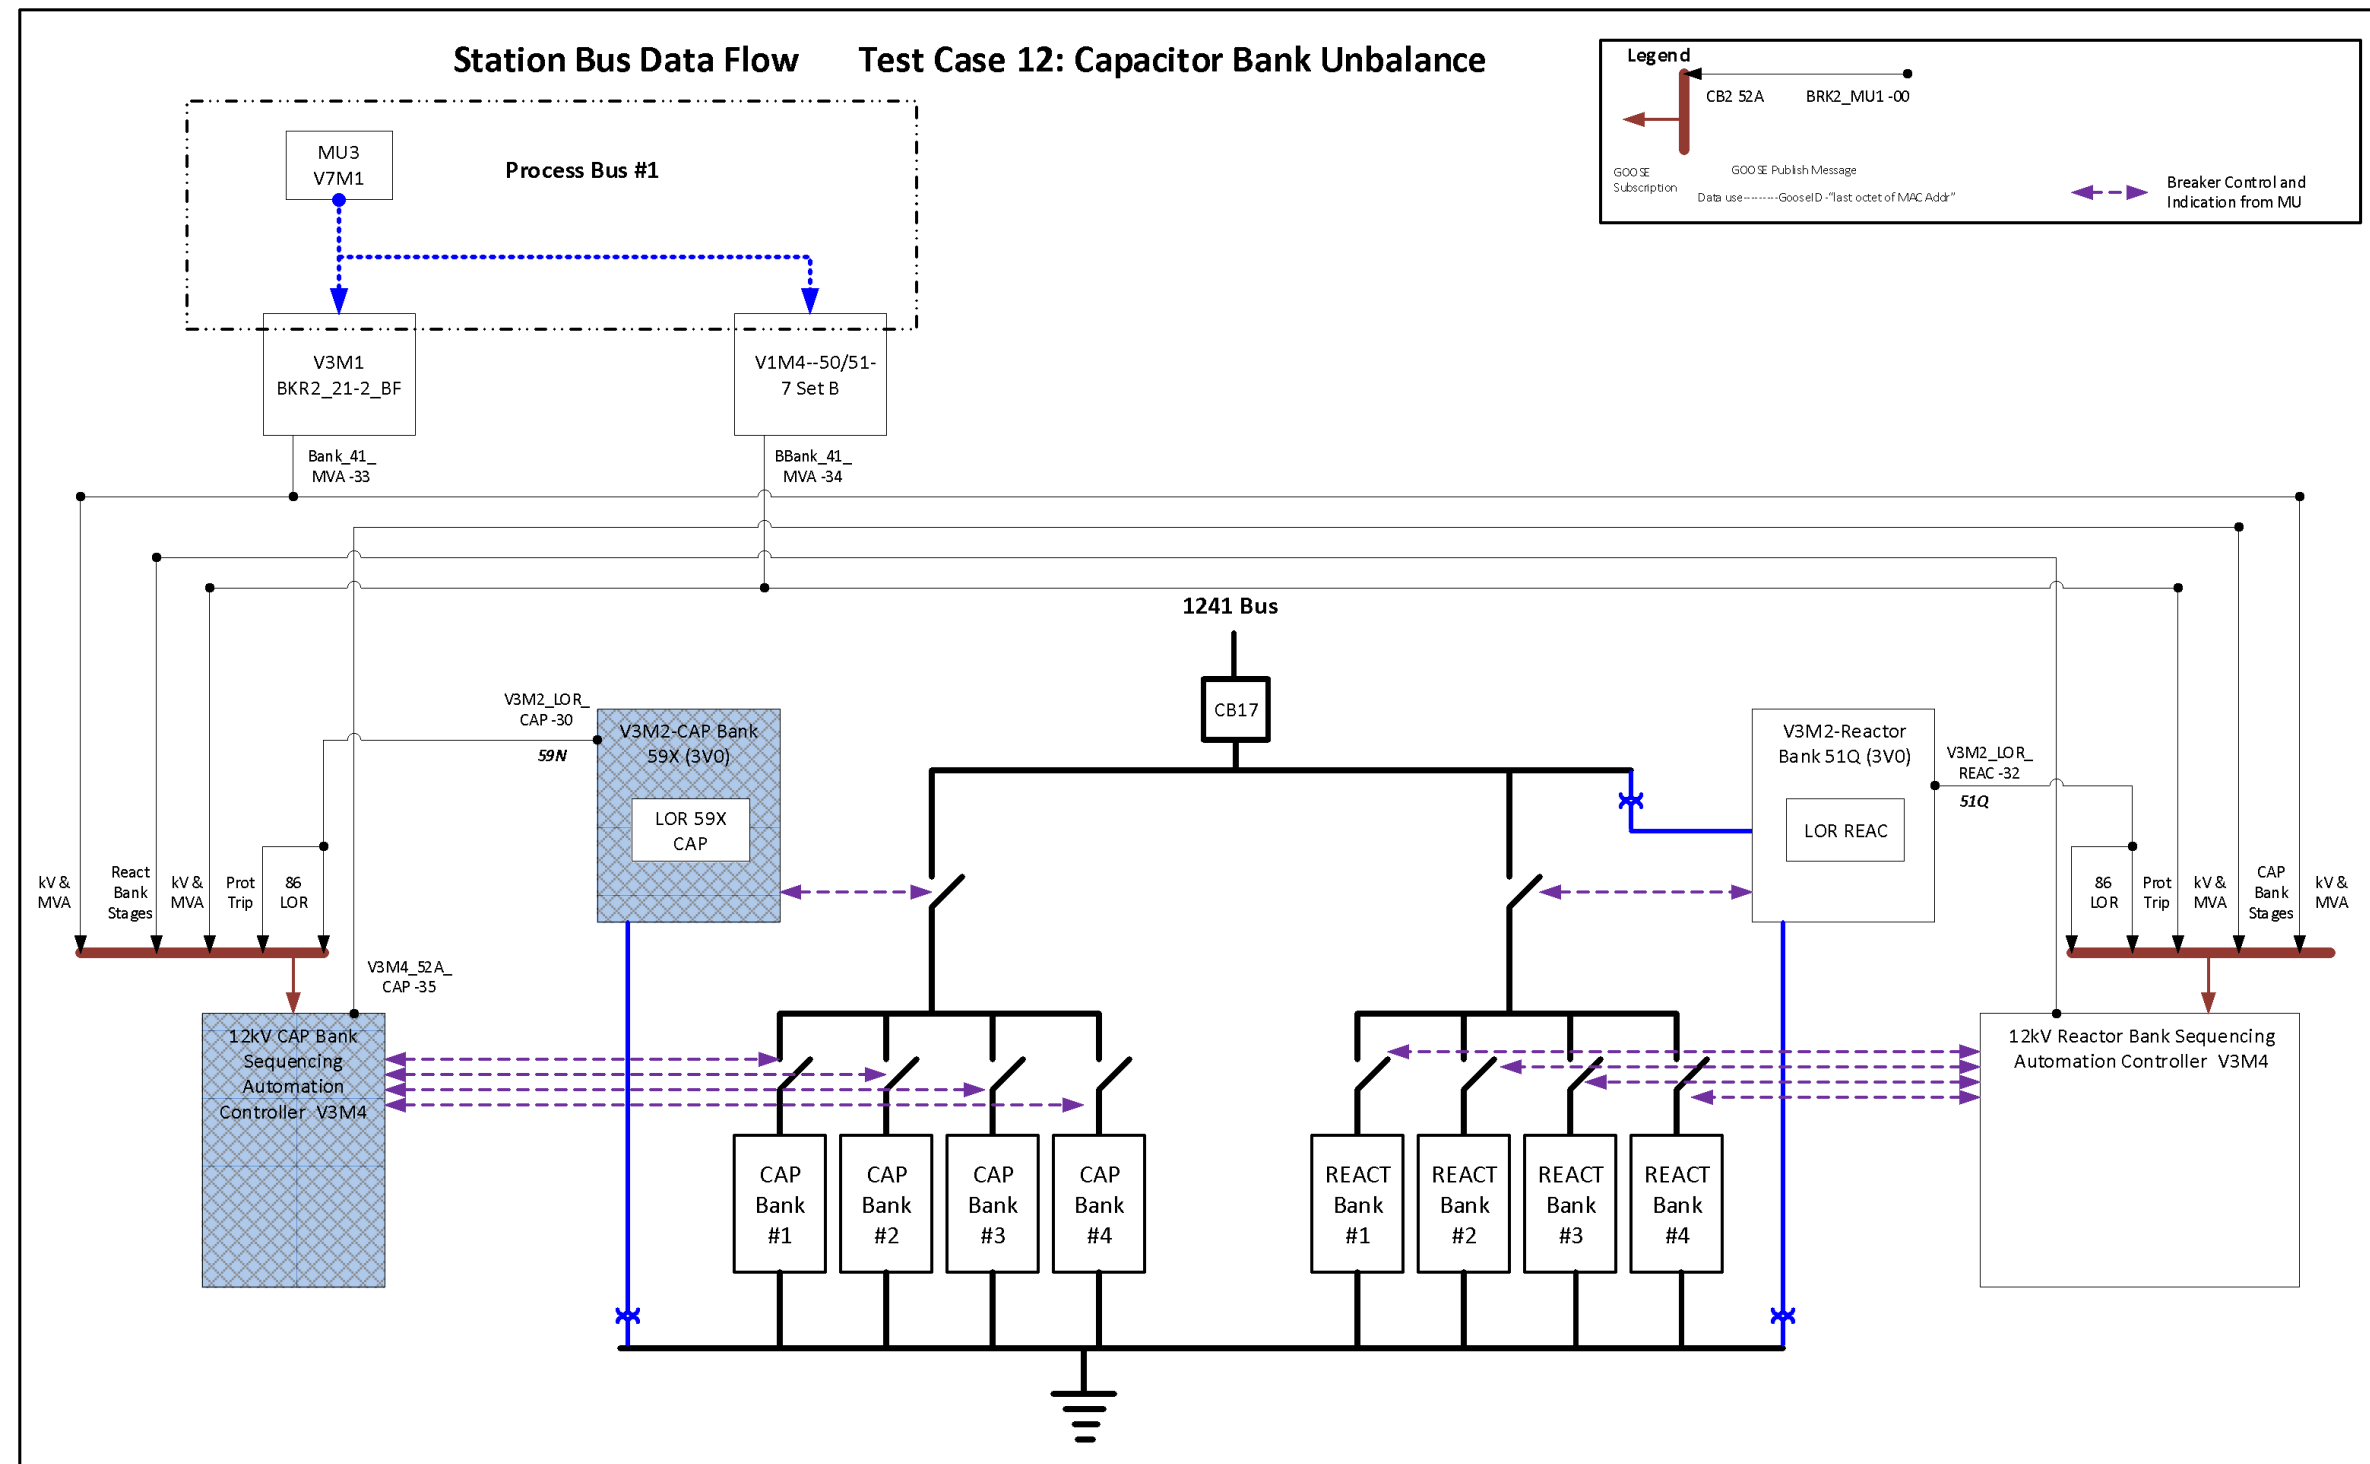 Station Bus Data Flow
Test Case 12: Capacitor Bank Unbalance
Legend
CB2 52A
BRK2_MU1 -00
GOOSE
Subscription
GOOSE Publish Message
Data use--------GooseID -"last octet of MAC Addr"
Breaker Control and
Indication from MU
MU3
V7M1
Process Bus #1
V3M1
BKR2_21-2_BF
V1M4--50/51-
7 Set B
Bank_41_
MVA -33
BBank_41_
MVA -34
1241 Bus
CB17
V3M2_LOR_
CAP -30
59N
V3M2-CAP Bank
59X (3V0)
LOR 59X
CAP
V3M2-Reactor
Bank 51Q (3V0)
LOR REAC
V3M2_LOR_
REAC -32
51Q
kV &
MVA
React
Bank
Stages
kV &
MVA
Prot
Trip
86
LOR
86
LOR
Prot
Trip
kV &
MVA
CAP
Bank
Stages
kV &
MVA
V3M4_52A_
CAP -35
12kV CAP Bank
Sequencing
Automation
Controller  V3M4
12kV Reactor Bank Sequencing
Automation Controller  V3M4
CAP
Bank
#1
CAP
Bank
#2
CAP
Bank
#3
CAP
Bank
#4
REACT
Bank
#1
REACT
Bank
#2
REACT
Bank
#3
REACT
Bank
#4